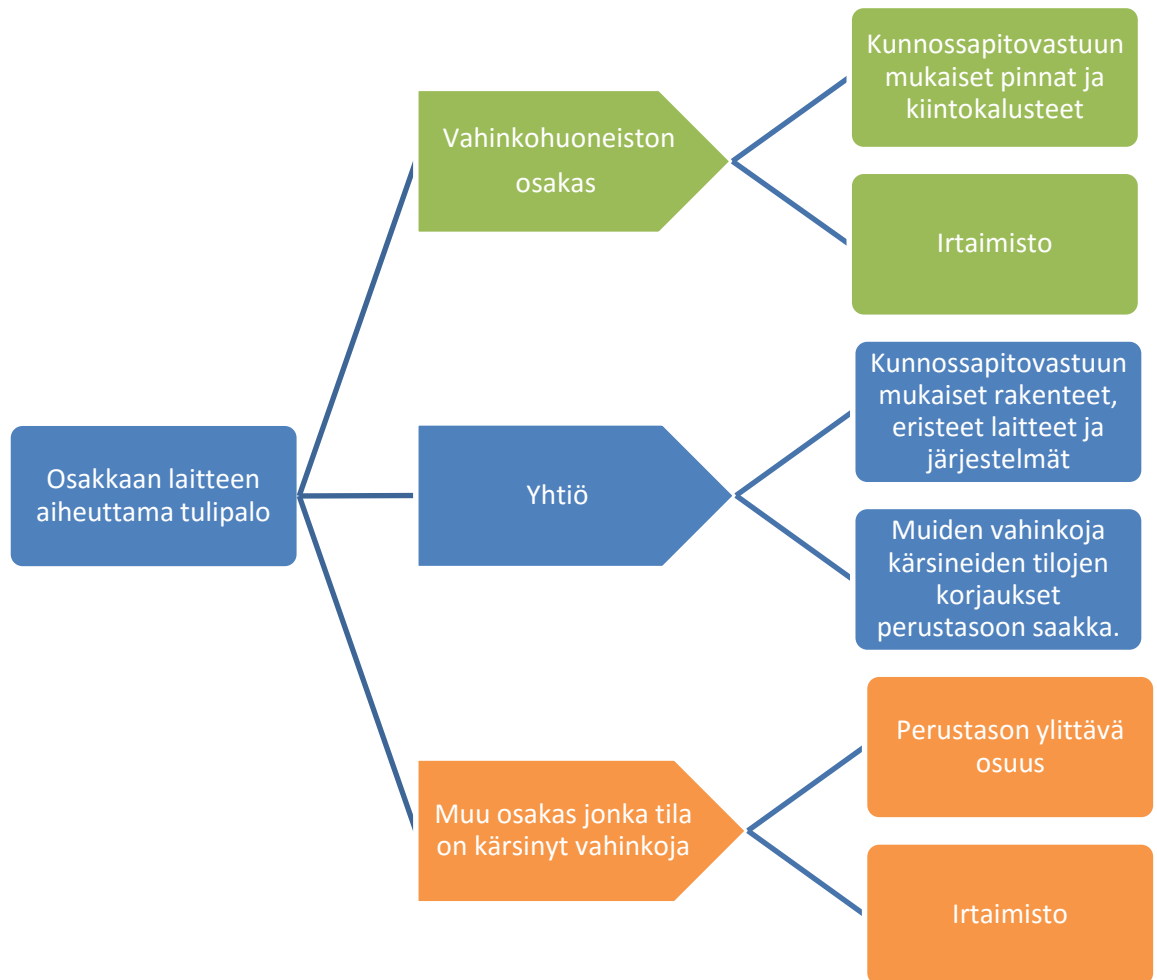 Osakkaan laitteen
aiheuttama tulipalo
Vahinkohuoneiston
osakas
Kunnossapitovastuun
mukaiset pinnat ja
kiintokalusteet
Irtaimisto
Yhtiö
Kunnossapitovastuun
mukaiset rakenteet,
eristeet laitteet ja
järjestelmät
Muiden vahinkoja
kärsineiden tilojen
korjaukset
perustasoon saakka.
Muu osakas jonka tila
on kärsinyt vahinkoja
Perustason ylittävä
osuus
Irtaimisto